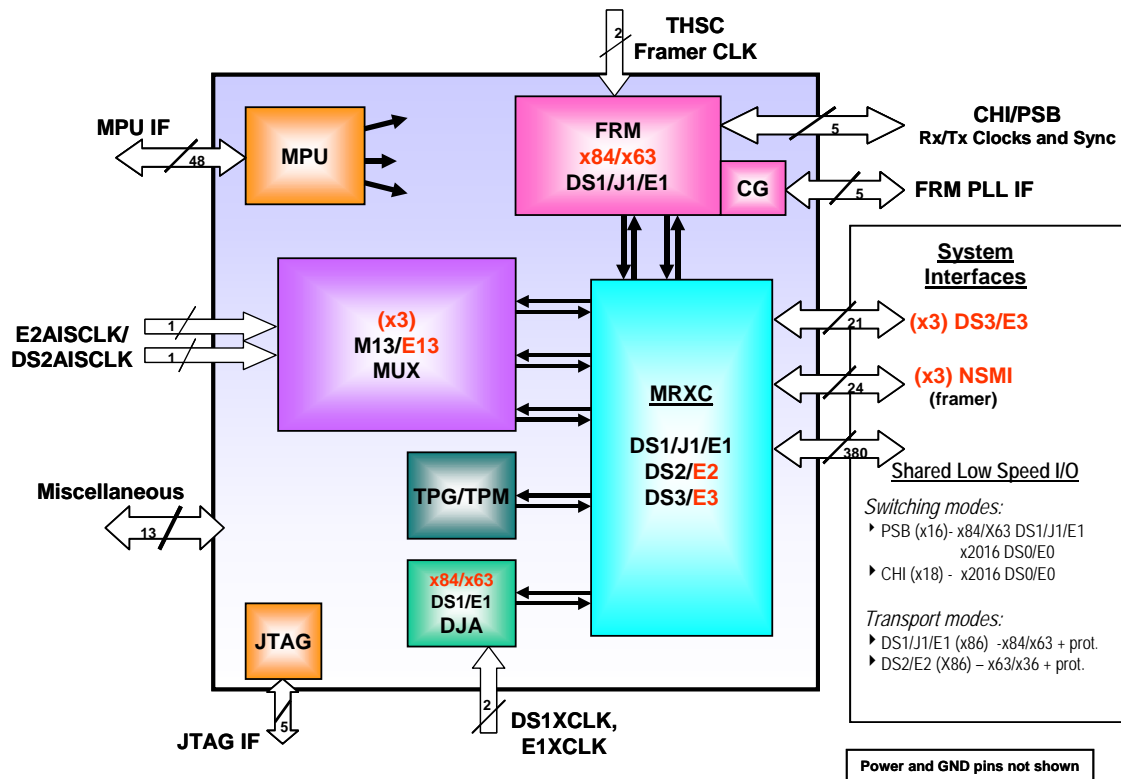 THSC
Framer CLK
2
MPU IF
48
MPU
FRM
x84/x63
DS1/J1/E1
CG
5
CHI/PSB
Rx/Tx Clocks and Sync
5
FRM PLL IF
E2AISCLK/
DS2AISCLK
1
1
(x3)
M13/E13
MUX
MRXC
DS1/J1/E1
DS2/E2
DS3/E3
System
Interfaces
21
(x3) DS3/E3
24
(x3) NSMI
(framer)
380
Shared Low Speed I/O
Switching modes:
PSB (x16)- x84/X63 DS1/J1/E1
x2016 DS0/E0
CHI (x18) - x2016 DS0/E0
Transport modes:
DS1/J1/E1 (x86) -x84/x63 + prot.
DS2/E2 (X86) – x63/x36 + prot.
Miscellaneous
13
TPG/TPM
x84/x63
DS1/E1
DJA
JTAG
5
JTAG IF
2
DS1XCLK,
E1XCLK
Power and GND pins not shown